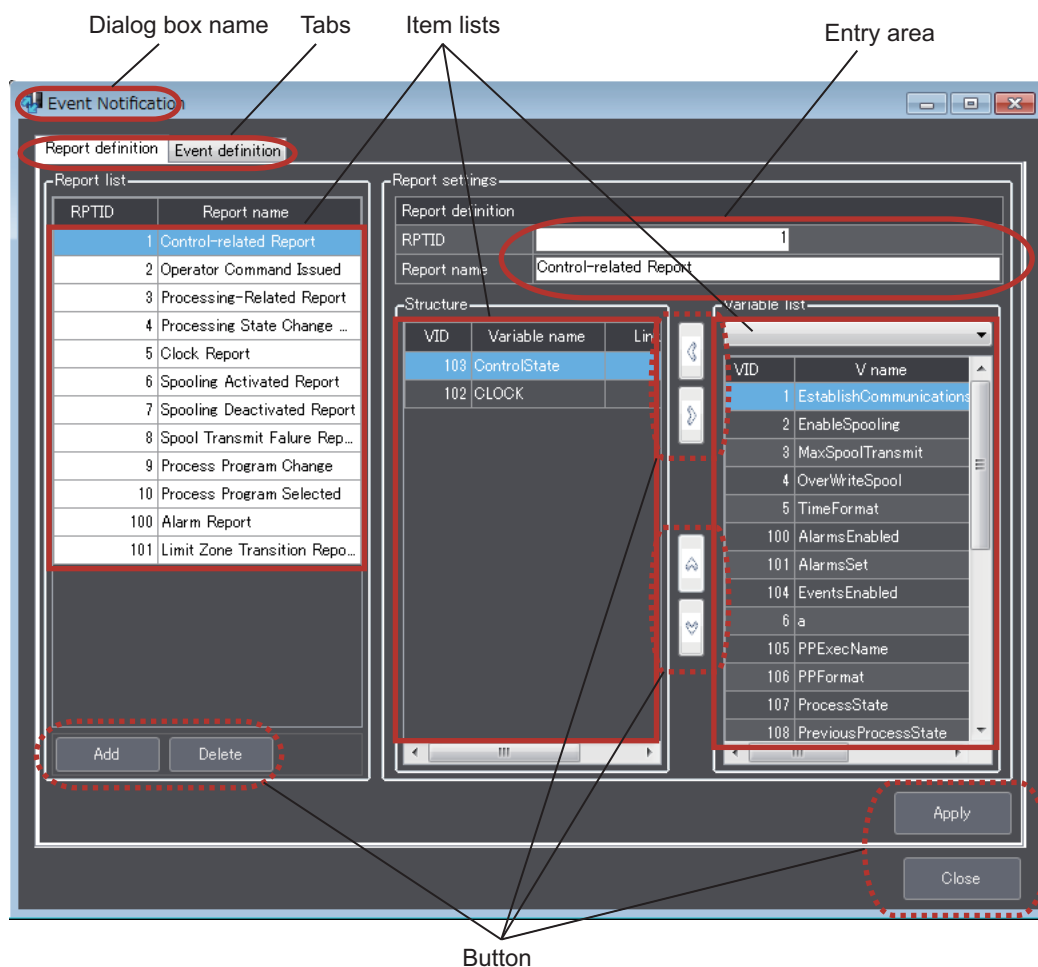 Dialog box name Tabs Item lists Entry area
Event Notification
Report definition Event definition
Report list
RPTID Report name
1 Control-related Report
2 Operator Command Issued
3 Processing-Related Report
4 Processing State Change ...
5 Clock Report
6 Spooling Activated Report
7 Spooling Deactivated Report
8 Spool Transmit Falure Rep...
9 Process Program Change
10 Process Program Selected
100 Alarm Report
101 Limit Zone Transition Repo...
Add Delete
Report settings
Report definition
RPTID 1
Report name Control-related Report
Structure
VID Variable name Lin
103 ControlState
102 CLOCK
Variable list
VID V name
1 EstablishCommunications
2 EnableSpooling
3 MaxSpoolTransmit
4 OverWriteSpool
5 TimeFormat
100 AlarmsEnabled
101 AlarmsSet
104 EventsEnabled
6 a
105 PPExecName
106 PPFormat
107 ProcessState
108 PreviousProcessState
Apply
Close
Button